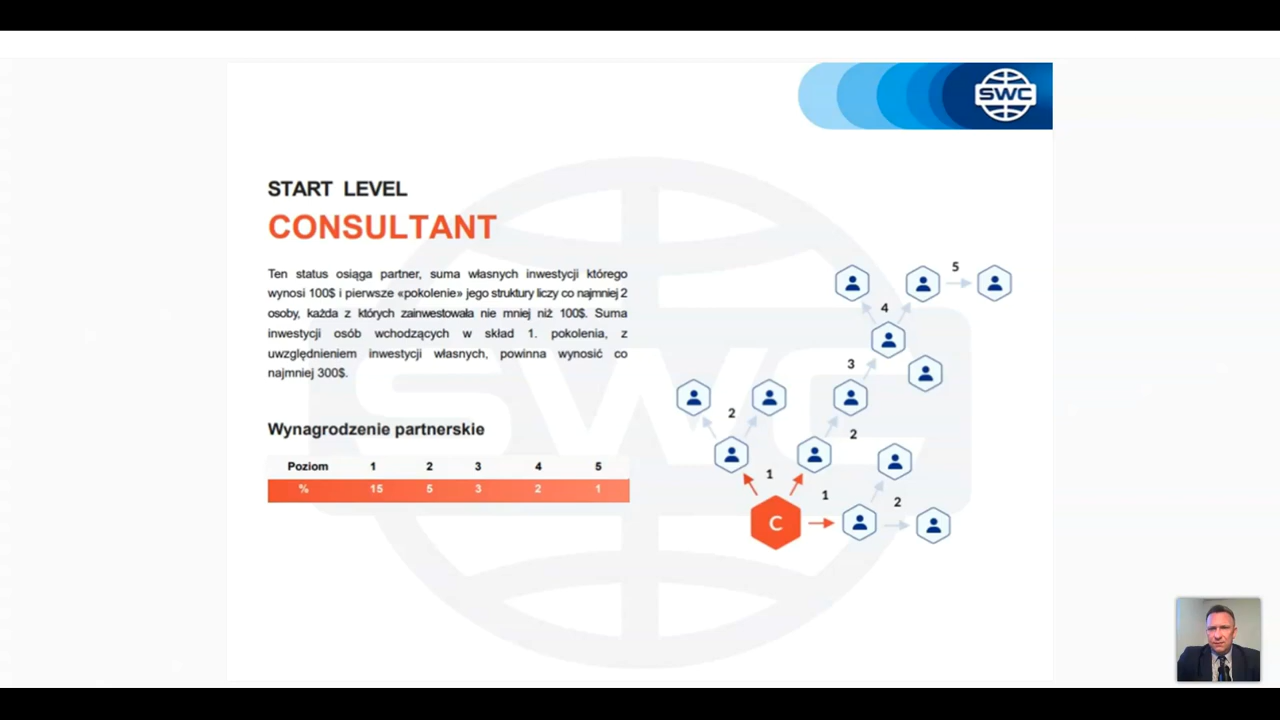 SWC
START LEVEL
CONSULTANT
Ten status osiąga partner, suma własnych inwestycji którego
wynosi 100$ i pierwsze «pokolenie» jego struktury liczy co najmniej 2
osoby, każda z których zainwestowała nie mniej niż 100$. Suma
inwestycji osób wchodzących w skład 1. pokolenia, z
uwzględnieniem inwestycji własnych, powinna wynosić co
najmniej 300$.
Wynagrodzenie partnerskie
Poziom 1 2 3 4 5
% 15 5 3 2 1
5
4
3
2
2
1
1
2
C
SWC